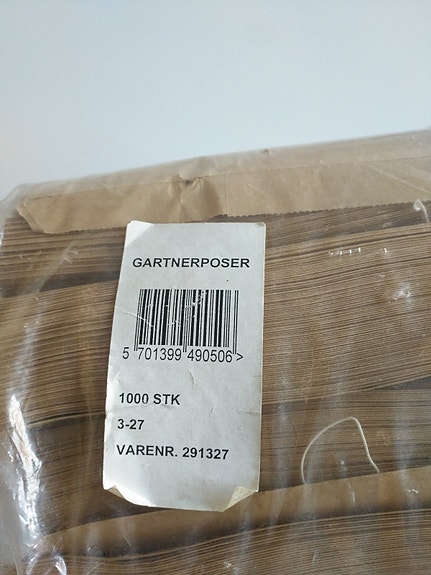 GARTNERPOSER
5 701399 490506>
1000 STK
3-27
VARENR. 291327